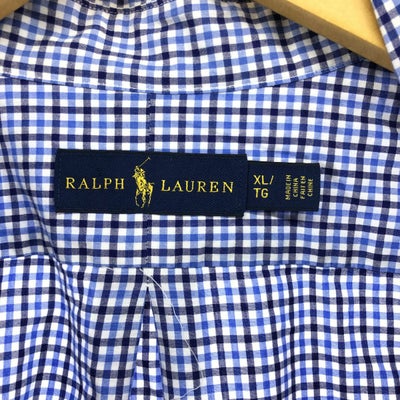 RALPH LAUREN
XL/
TG
MADE IN
CHINA
FAIT EN
CHINE